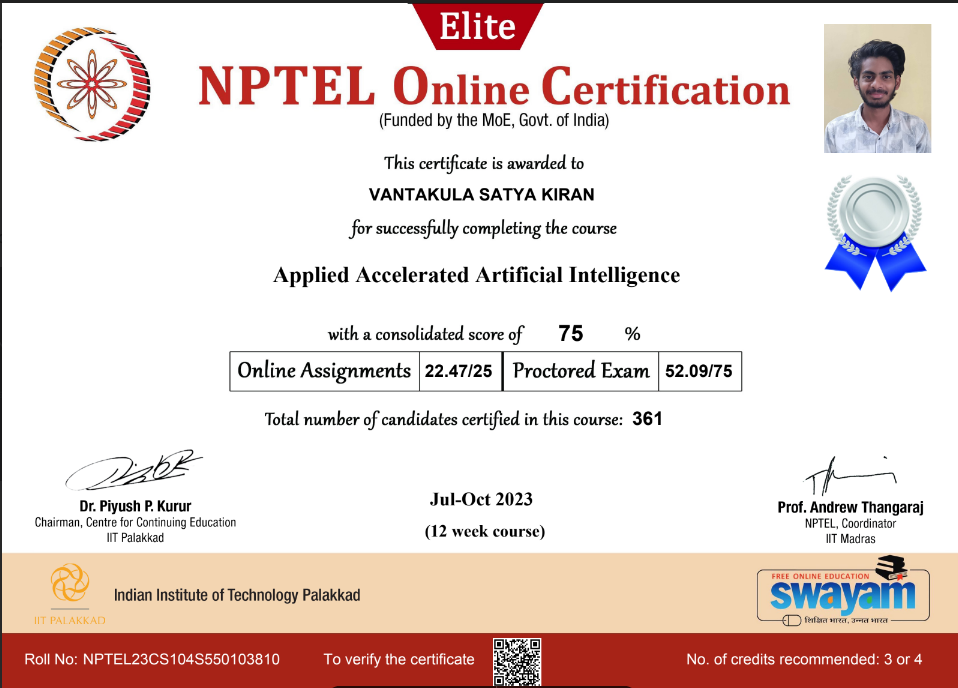 Elite
NPTEL Online Certification
(Funded by the MoE, Govt. of India)
This certificate is awarded to
VANTAKULA SATYA KIRAN
for successfully completing the course
Applied Accelerated Artificial Intelligence
with a consolidated score of 75 %
Online Assignments 22.47/25 Proctored Exam 52.09/75
Total number of candidates certified in this course: 361
Dr. Piyush P. Kurur
Chairman, Centre for Continuing Education
IIT Palakkad
Jul-Oct 2023
(12 week course)
Prof. Andrew Thangaraj
NPTEL, Coordinator
IIT Madras
IIT PALAKKAD
Indian Institute of Technology Palakkad
FREE ONLINE EDUCATION
swayam
शिक्षित भारत, उन्नत भारत
Roll No: NPTEL23CS104S550103810
To verify the certificate
No. of credits recommended: 3 or 4